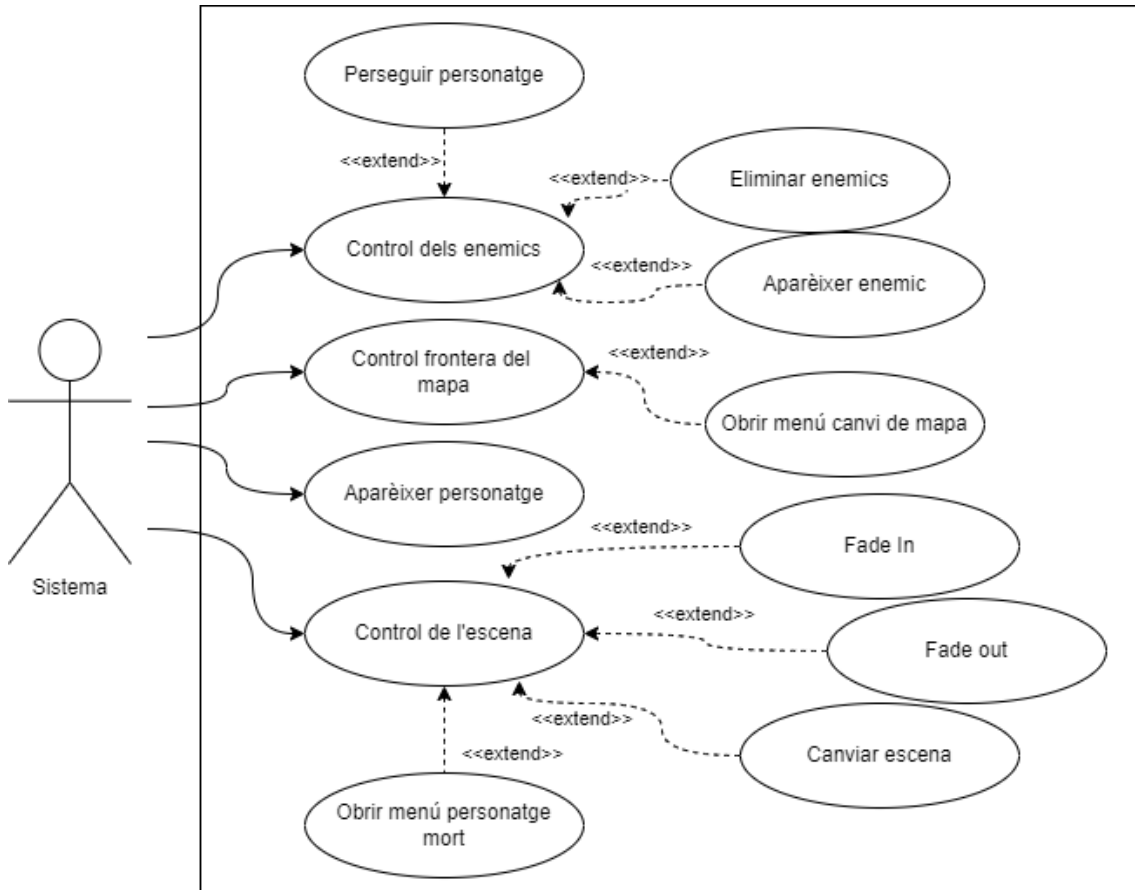 Perseguir personatge
<<extend>>
<<extend>>
Eliminar enemics
Control dels enemics
<<extend>>
Aparèixer enemic
Control frontera del
mapa
<<extend>>
Obrir menú canvi de mapa
Aparèixer personatge
<<extend>>
Fade In
Sistema
Control de l'escena
<<extend>>
Fade out
<<extend>>
Canviar escena
<<extend>>
Obrir menú personatge
mort